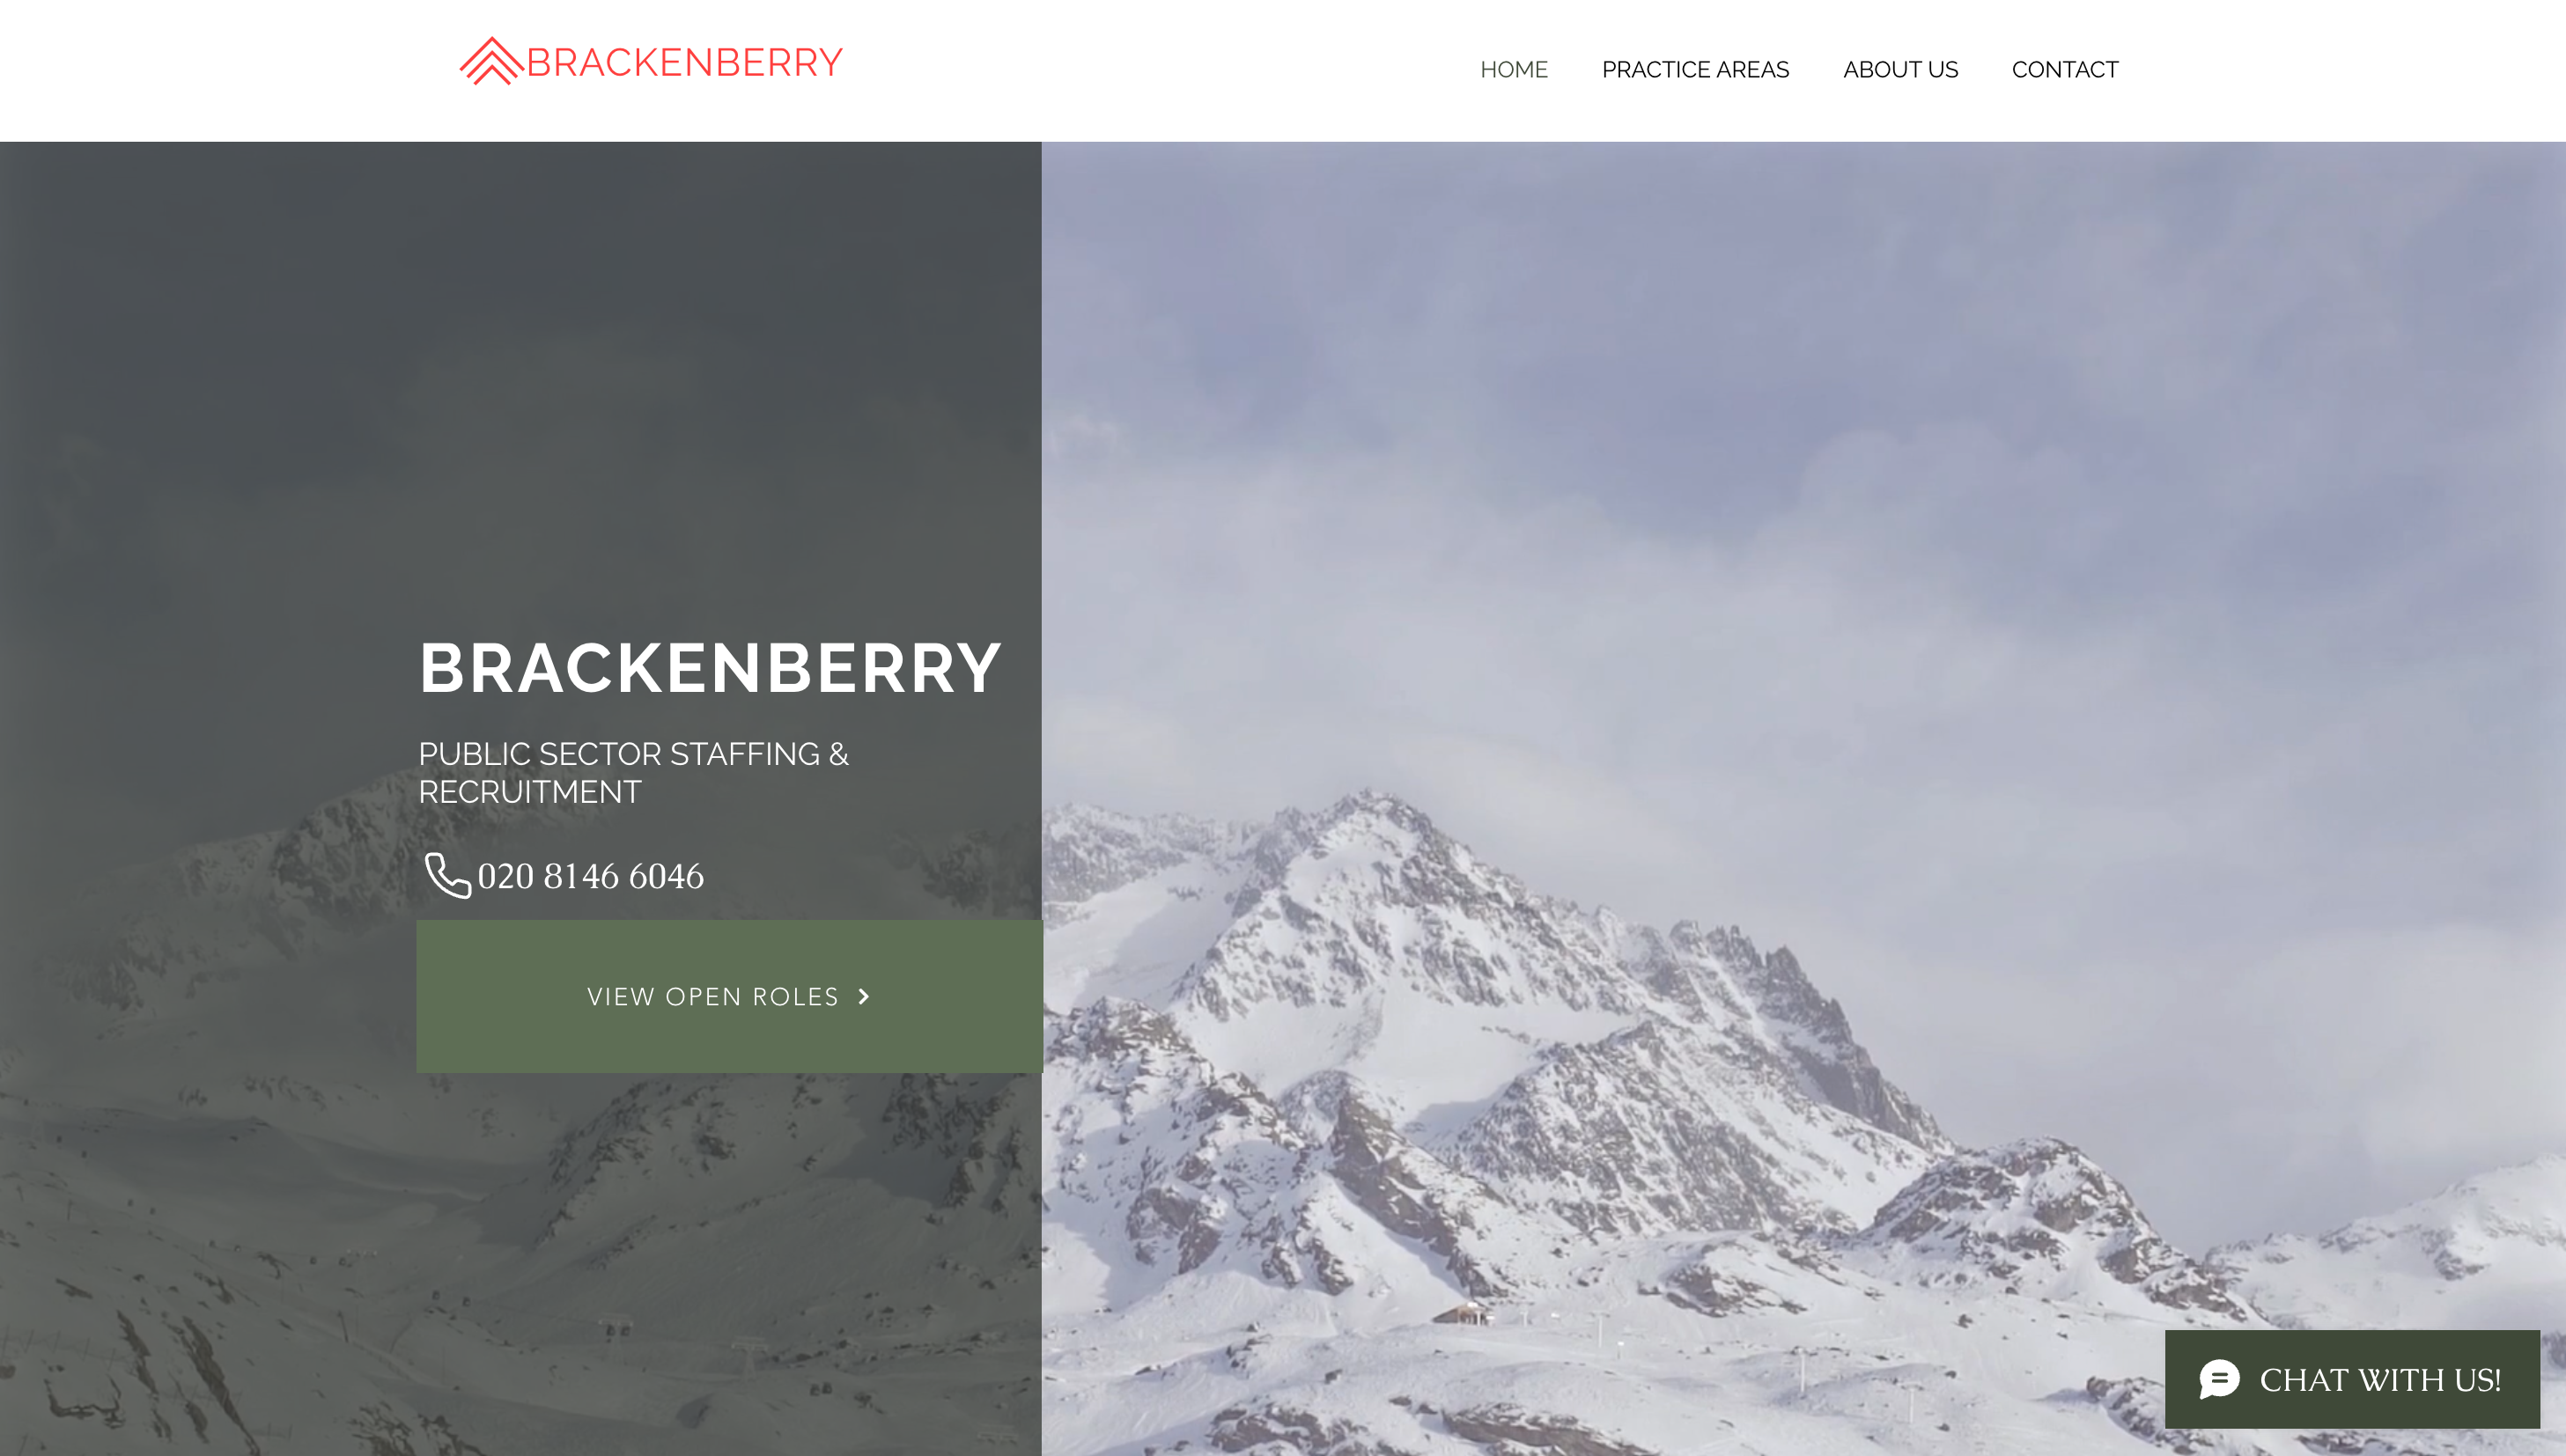 BRACKENBERRY
HOME PRACTICE AREAS ABOUT US CONTACT
BRACKENBERRY
PUBLIC SECTOR STAFFING &
RECRUITMENT
020 8146 6046
VIEW OPEN ROLES
CHAT WITH US!